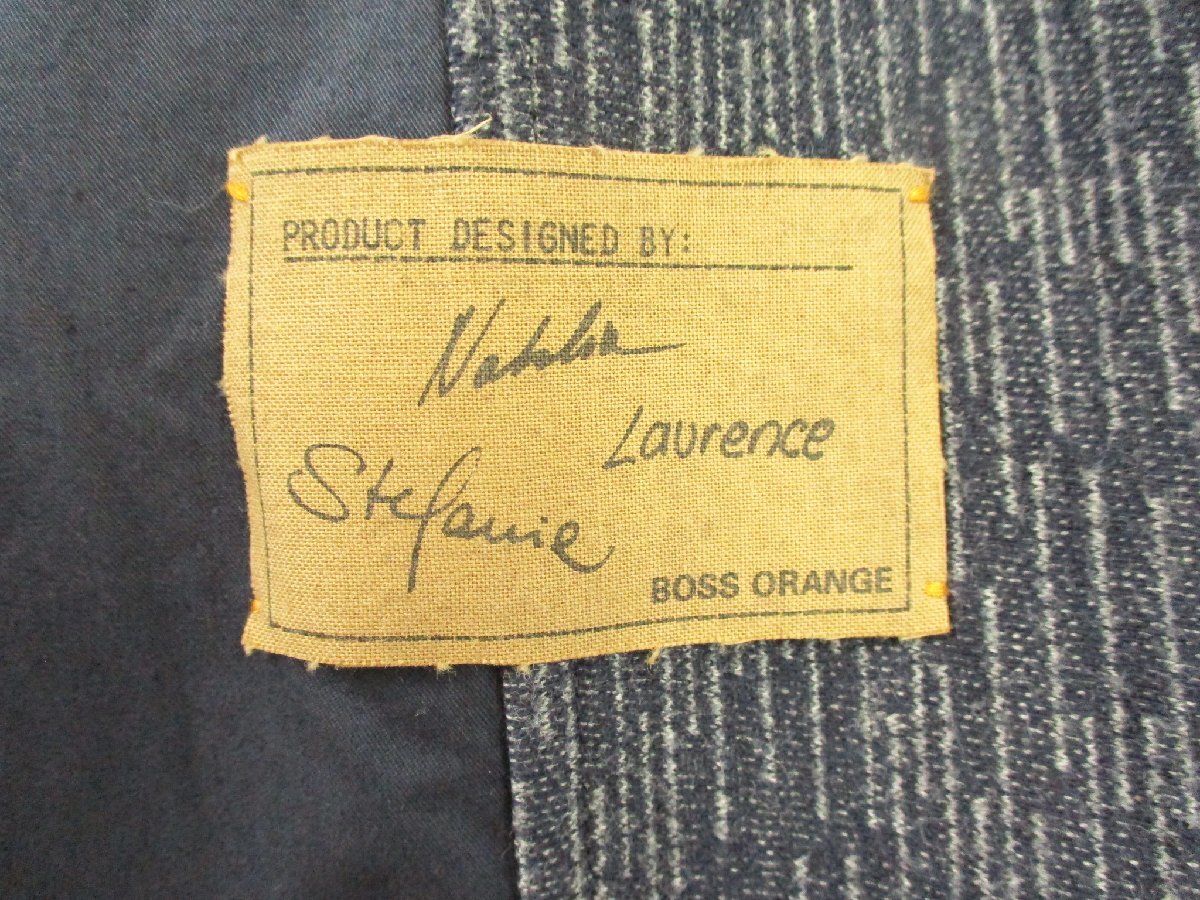 PRODUCT DESIGNED BY:
Laurence
Stefanie
BOSS ORANGE